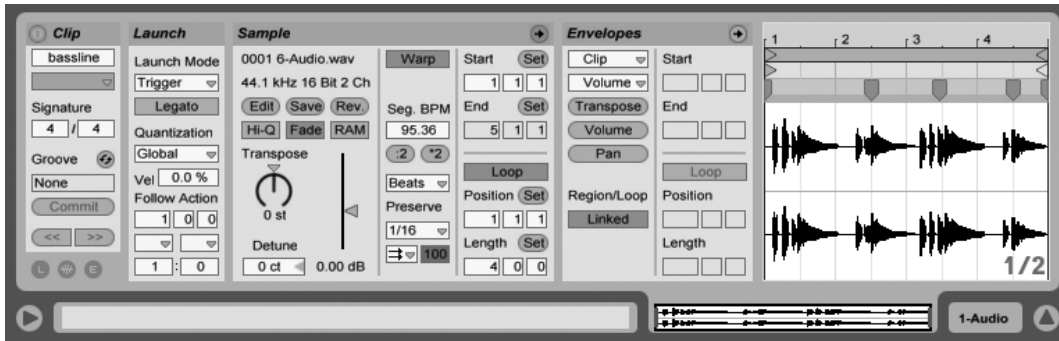 Clip
bassline
Signature
4 / 4
Groove
None
Commit
<< >>
L E
Launch
Launch Mode
Trigger
Legato
Quantization
Global
Vel 0.0 %
Follow Action
1 0 0
1 : 0
Sample
0001 6-Audio.wav
44.1 kHz 16 Bit 2 Ch
Edit Save Rev.
Hi-Q Fade RAM
Transpose
0 st
Detune
0 ct 0.00 dB
Warp
Seg. BPM
95.36
:2 *2
Beats
Preserve
1/16
100
Start Set
1 1 1
End Set
5 1 1
Loop
Position Set
1 1 1
Length Set
4 0 0
Envelopes
Clip
Volume
Transpose
Volume
Pan
Region/Loop
Linked
Start
End
Loop
Position
Length
1 2 3 4
1/2
1-Audio